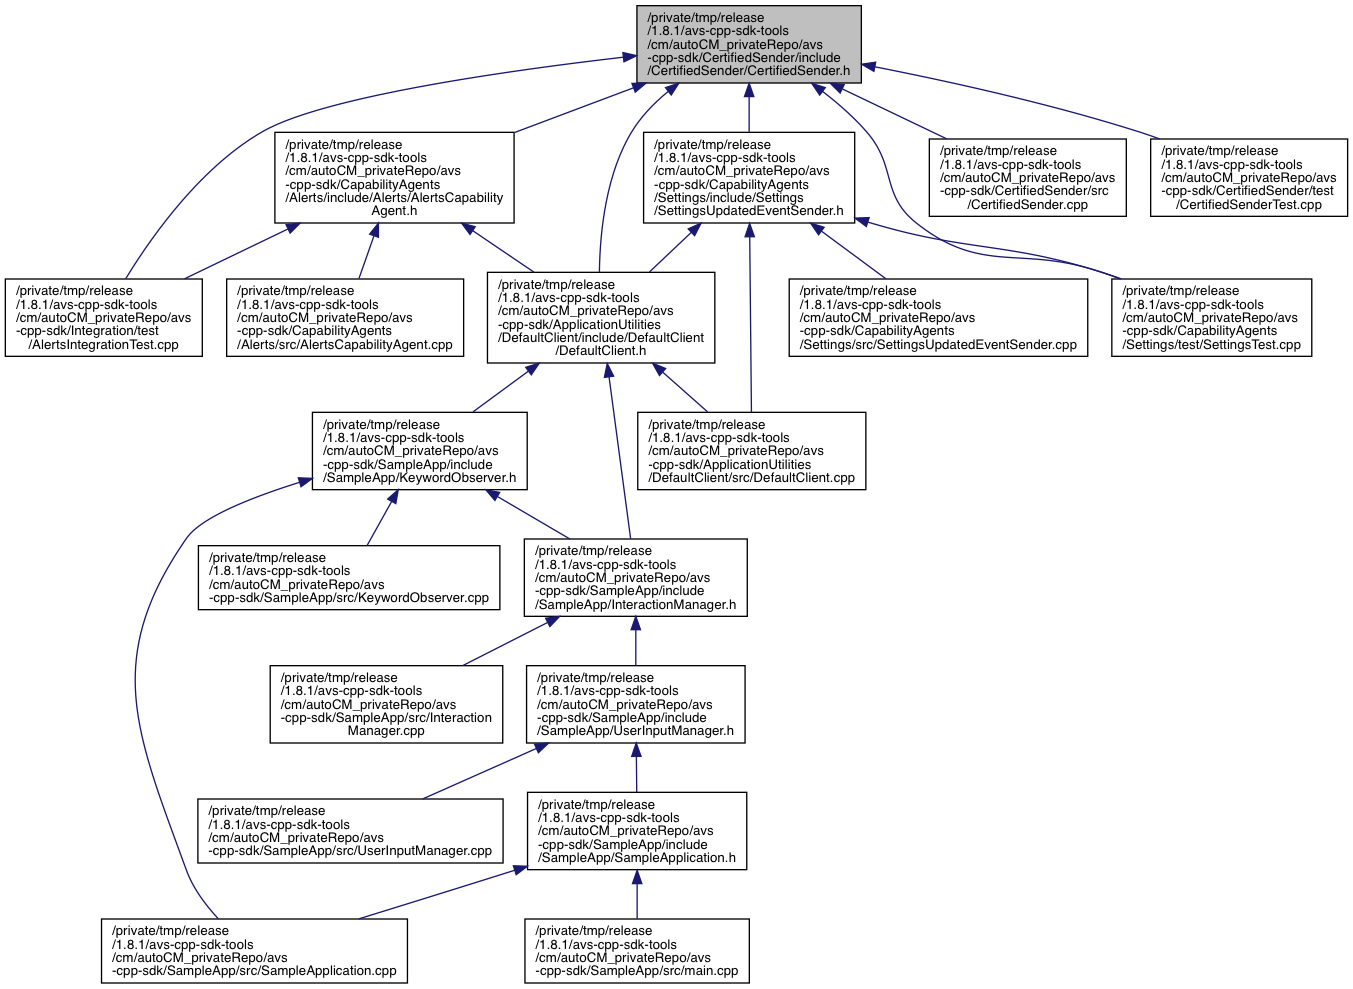 /private/tmp/release
/1.8.1/avs-cpp-sdk-tools
/cm/autoCM_privateRepo/avs
-cpp-sdk/CertifiedSender/include
/CertifiedSender/CertifiedSender.h
/private/tmp/release
/1.8.1/avs-cpp-sdk-tools
/cm/autoCM_privateRepo/avs
-cpp-sdk/CapabilityAgents
/Alerts/include/Alerts/AlertsCapability
Agent.h
/private/tmp/release
/1.8.1/avs-cpp-sdk-tools
/cm/autoCM_privateRepo/avs
-cpp-sdk/CapabilityAgents
/Settings/include/Settings
/SettingsUpdatedEventSender.h
/private/tmp/release
/1.8.1/avs-cpp-sdk-tools
/cm/autoCM_privateRepo/avs
-cpp-sdk/CertifiedSender/src
/CertifiedSender.cpp
/private/tmp/release
/1.8.1/avs-cpp-sdk-tools
/cm/autoCM_privateRepo/avs
-cpp-sdk/CertifiedSender/test
/CertifiedSenderTest.cpp
/private/tmp/release
/1.8.1/avs-cpp-sdk-tools
/cm/autoCM_privateRepo/avs
-cpp-sdk/Integration/test
/AlertsIntegrationTest.cpp
/private/tmp/release
/1.8.1/avs-cpp-sdk-tools
/cm/autoCM_privateRepo/avs
-cpp-sdk/CapabilityAgents
/Alerts/src/AlertsCapabilityAgent.cpp
/private/tmp/release
/1.8.1/avs-cpp-sdk-tools
/cm/autoCM_privateRepo/avs
-cpp-sdk/ApplicationUtilities
/DefaultClient/include/DefaultClient
/DefaultClient.h
/private/tmp/release
/1.8.1/avs-cpp-sdk-tools
/cm/autoCM_privateRepo/avs
-cpp-sdk/CapabilityAgents
/Settings/src/SettingsUpdatedEventSender.cpp
/private/tmp/release
/1.8.1/avs-cpp-sdk-tools
/cm/autoCM_privateRepo/avs
-cpp-sdk/CapabilityAgents
/Settings/test/SettingsTest.cpp
/private/tmp/release
/1.8.1/avs-cpp-sdk-tools
/cm/autoCM_privateRepo/avs
-cpp-sdk/SampleApp/include
/SampleApp/KeywordObserver.h
/private/tmp/release
/1.8.1/avs-cpp-sdk-tools
/cm/autoCM_privateRepo/avs
-cpp-sdk/ApplicationUtilities
/DefaultClient/src/DefaultClient.cpp
/private/tmp/release
/1.8.1/avs-cpp-sdk-tools
/cm/autoCM_privateRepo/avs
-cpp-sdk/SampleApp/src/KeywordObserver.cpp
/private/tmp/release
/1.8.1/avs-cpp-sdk-tools
/cm/autoCM_privateRepo/avs
-cpp-sdk/SampleApp/include
/SampleApp/InteractionManager.h
/private/tmp/release
/1.8.1/avs-cpp-sdk-tools
/cm/autoCM_privateRepo/avs
-cpp-sdk/SampleApp/src/Interaction
Manager.cpp
/private/tmp/release
/1.8.1/avs-cpp-sdk-tools
/cm/autoCM_privateRepo/avs
-cpp-sdk/SampleApp/include
/SampleApp/UserInputManager.h
/private/tmp/release
/1.8.1/avs-cpp-sdk-tools
/cm/autoCM_privateRepo/avs
-cpp-sdk/SampleApp/src/UserInputManager.cpp
/private/tmp/release
/1.8.1/avs-cpp-sdk-tools
/cm/autoCM_privateRepo/avs
-cpp-sdk/SampleApp/include
/SampleApp/SampleApplication.h
/private/tmp/release
/1.8.1/avs-cpp-sdk-tools
/cm/autoCM_privateRepo/avs
-cpp-sdk/SampleApp/src/SampleApplication.cpp
/private/tmp/release
/1.8.1/avs-cpp-sdk-tools
/cm/autoCM_privateRepo/avs
-cpp-sdk/SampleApp/src/main.cpp